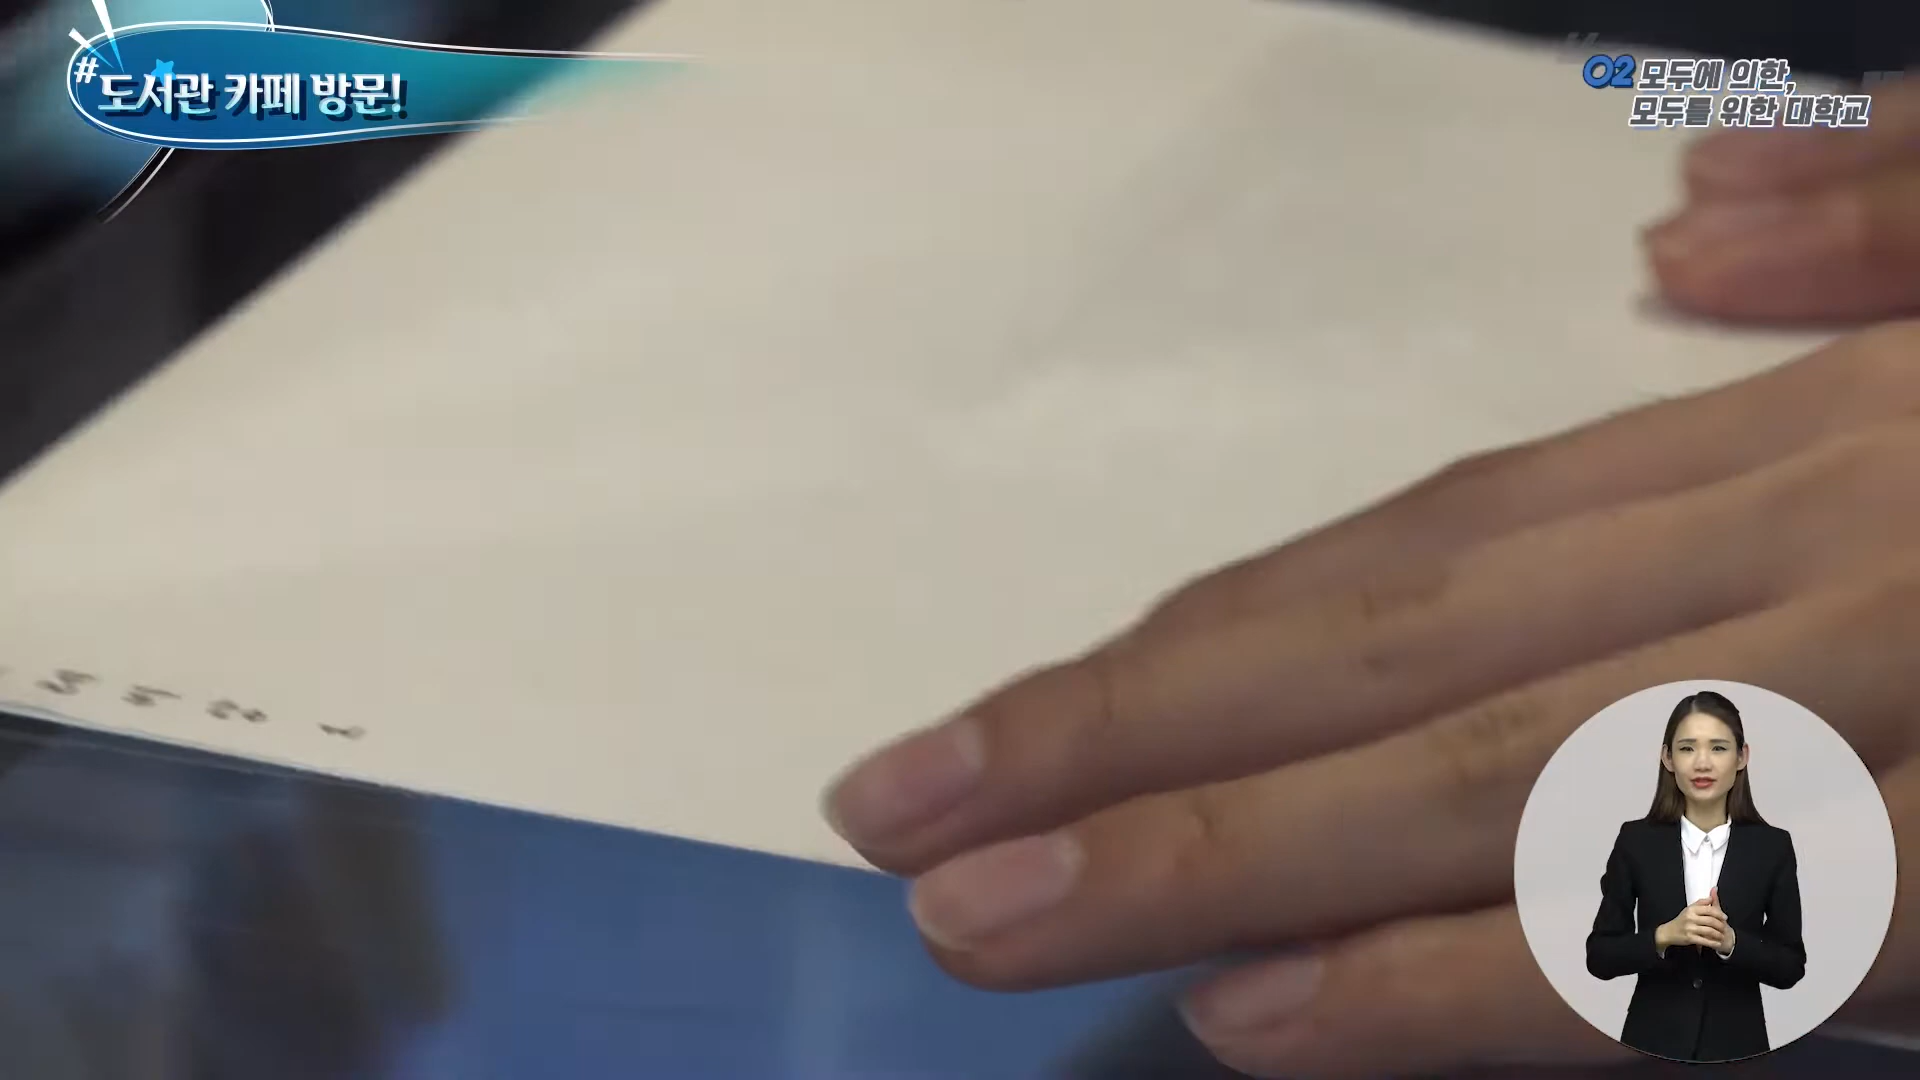 #도서관 카페 방문!
02 모두에 의한,
모두를 위한 대학교